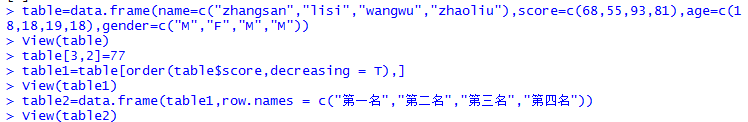 > table=data.frame(name=c("zhangsan","lisi","wangwu","zhaoliu"),score=c(68,55,93,81),age=c(1
8,18,19,18),gender=c("M","F","M","M"))
> View(table)
> table[3,2]=77
> table1=table[order(table$score,decreasing = T),]
> View(table1)
> table2=data.frame(table1,row.names = c("第一名","第二名","第三名","第四名"))
> View(table2)